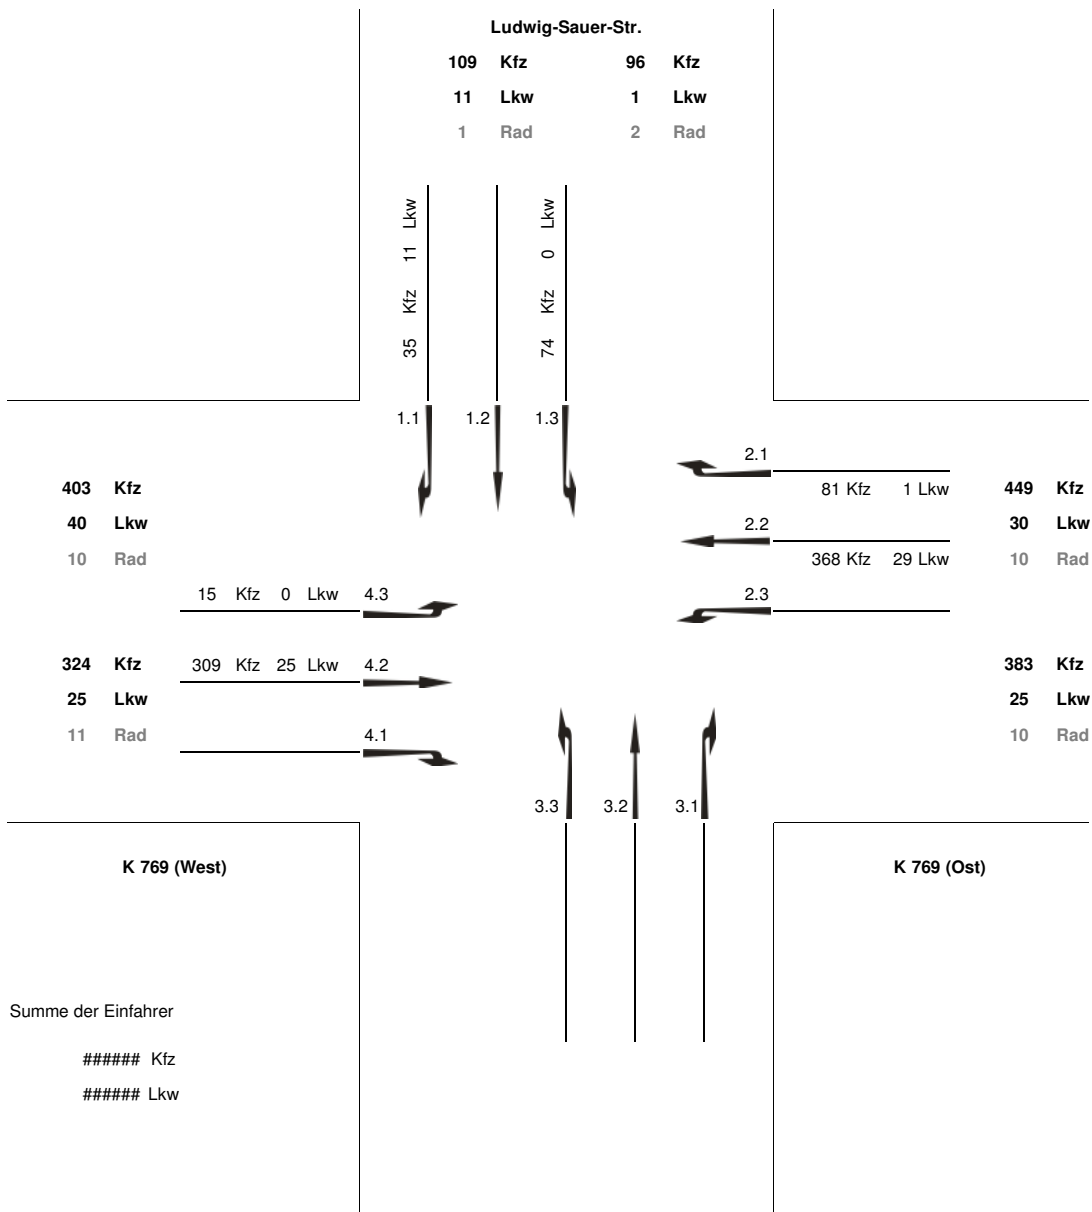 Ludwig-Sauer-Str.
109 Kfz 96 Kfz
11 Lkw 1 Lkw
1 Rad 2 Rad
35 Kfz 11 Lkw
74 Kfz 0 Lkw
1.1 1.2 1.3
2.1
81 Kfz 1 Lkw
403 Kfz
449 Kfz
40 Lkw
2.2
30 Lkw
10 Rad
368 Kfz 29 Lkw
10 Rad
15 Kfz 0 Lkw 4.3
2.3
324 Kfz
309 Kfz 25 Lkw 4.2
383 Kfz
25 Lkw
25 Lkw
11 Rad
4.1
10 Rad
3.3 3.2 3.1
K 769 (West)
K 769 (Ost)
Summe der Einfahrer
###### Kfz
###### Lkw